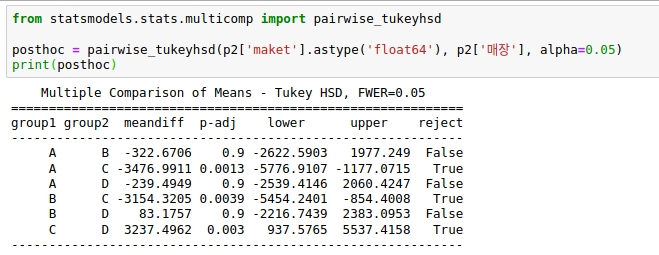 from statsmodels.stats.multicomp import pairwise_tukeyhsd
posthoc = pairwise_tukeyhsd(p2['maket'].astype('float64'), p2['매장'], alpha=0.05)
print(posthoc)
Multiple Comparison of Means - Tukey HSD, FWER=0.05
===========================================================
group1 group2 meandiff p-adj lower upper reject
-----------------------------------------------------------
A B -322.6706 0.9 -2622.5903 1977.249 False
A C -3476.9911 0.0013 -5776.9107 -1177.0715 True
A D -239.4949 0.9 -2539.4146 2060.4247 False
B C -3154.3205 0.0039 -5454.2401 -854.4008 True
B D 83.1757 0.9 -2216.7439 2383.0953 False
C D 3237.4962 0.003 937.5765 5537.4158 True
-----------------------------------------------------------